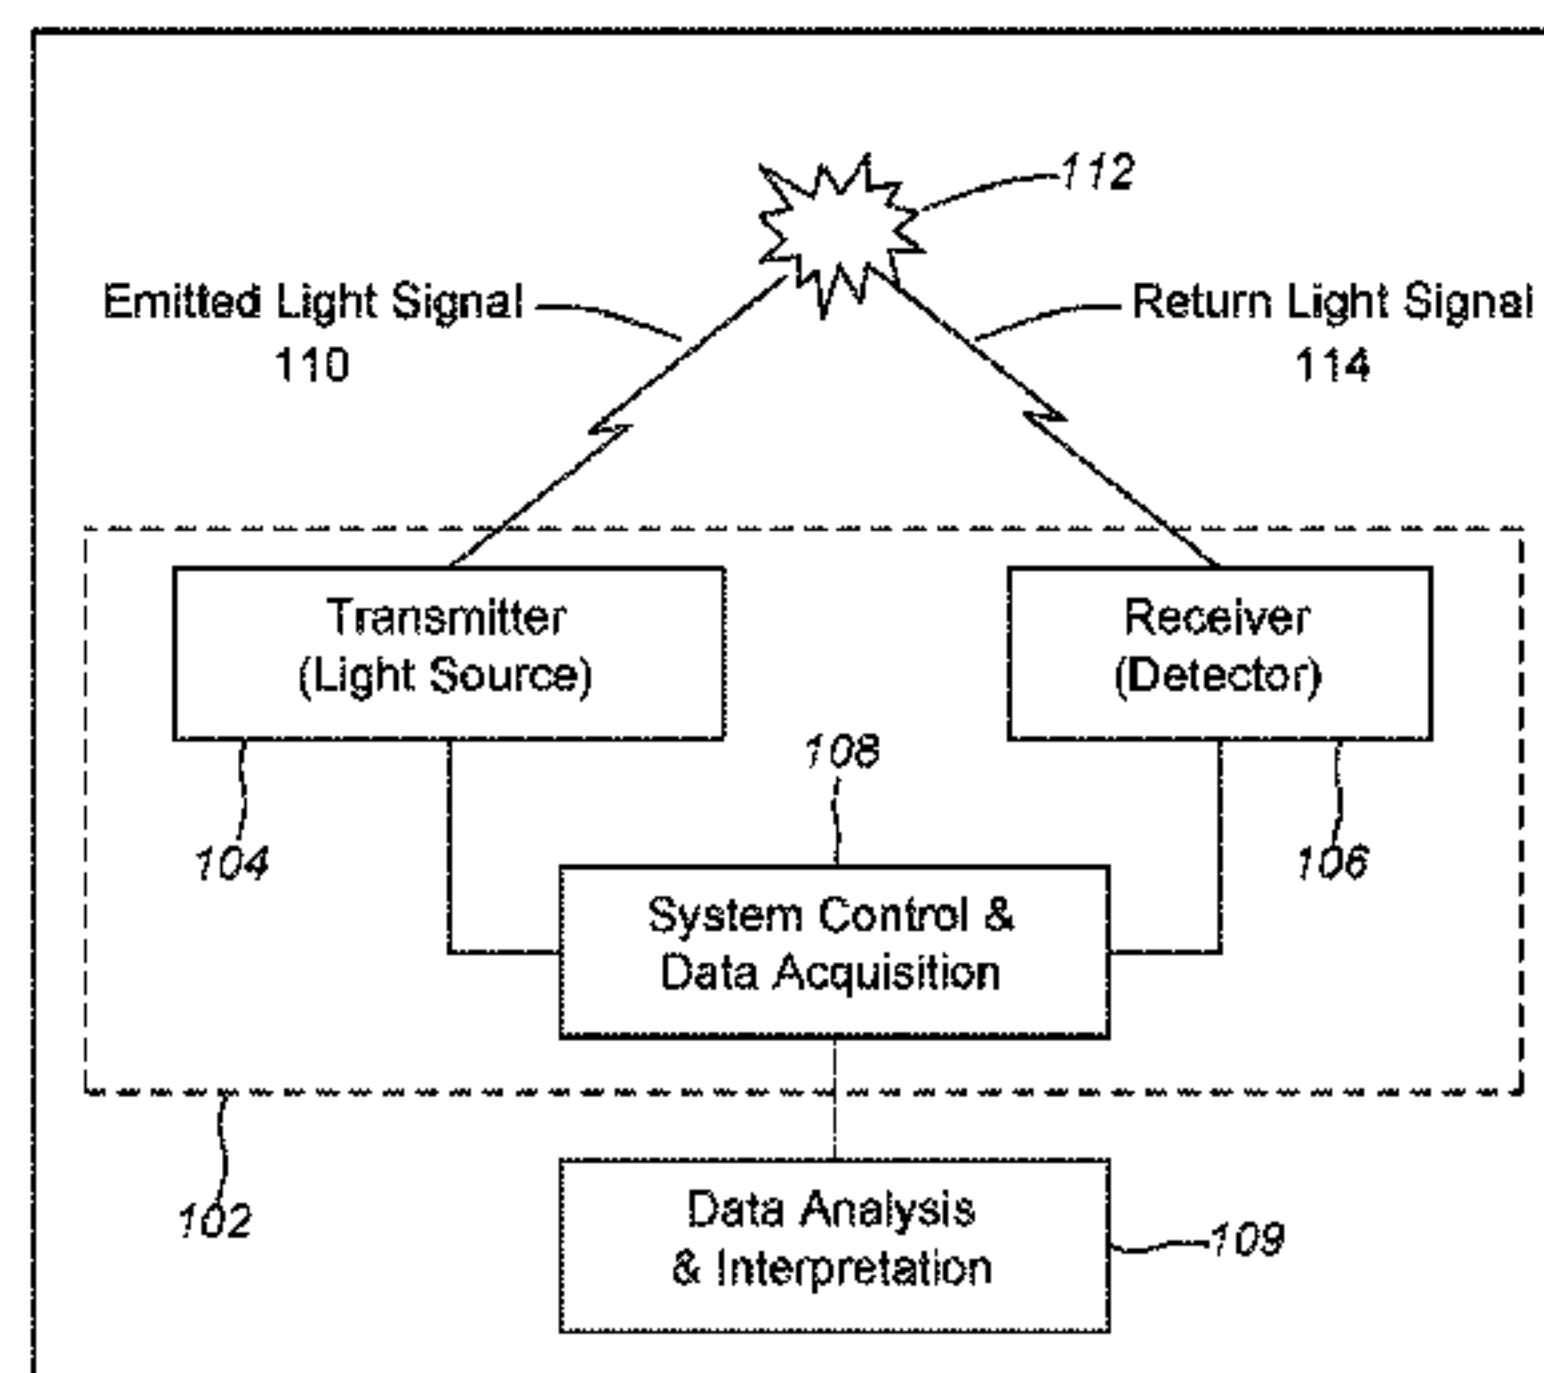 112
Emitted Light Signal
110
Return Light Signal
114
Transmitter
(Light Source)
Receiver
(Detector)
104
108
106
System Control &
Data Acquisition
102
Data Analysis
& Interpretation
109